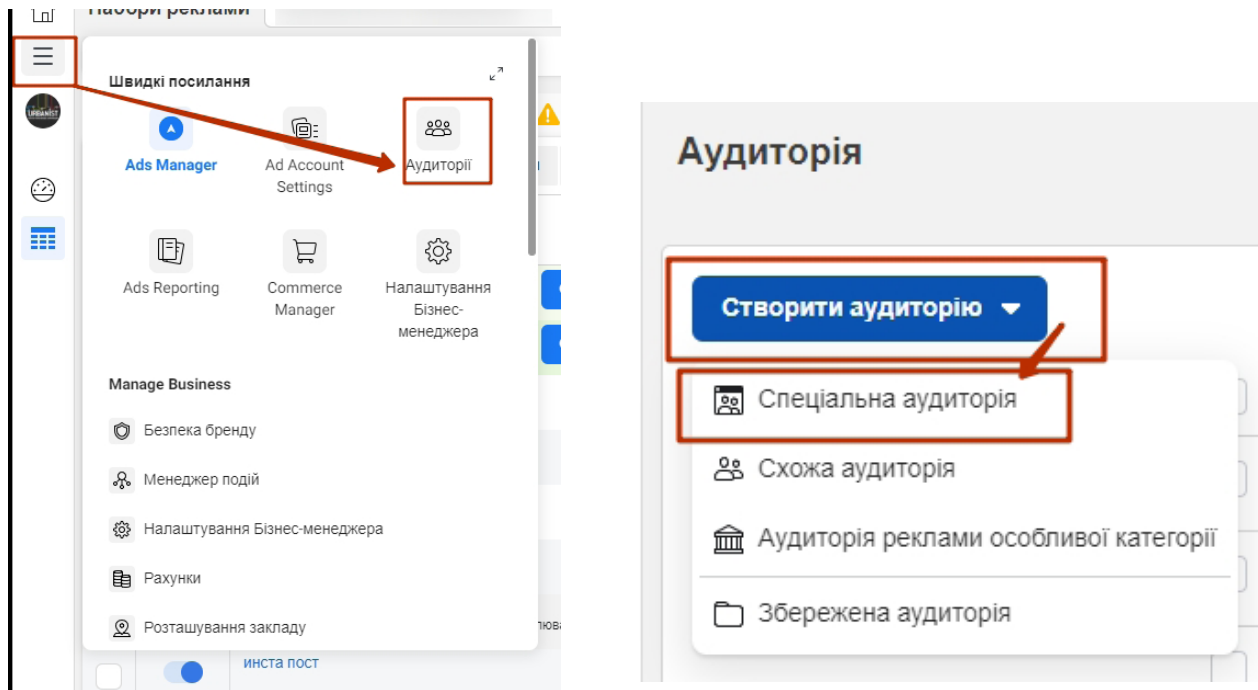 Набори реклами
Швидкі посилання
URBANIST
Ads Manager
Ad Account
Settings
Аудиторії
Ads Reporting
Commerce
Manager
Налаштування
Бізнес-
менеджера
Manage Business
Безпека бренду
Менеджер подій
Налаштування Бізнес-менеджера
Рахунки
Розташування закладу
инста пост
Аудиторія
Створити аудиторію
Спеціальна аудиторія
Схожа аудиторія
Аудиторія реклами особливої категорії
Збережена аудиторія